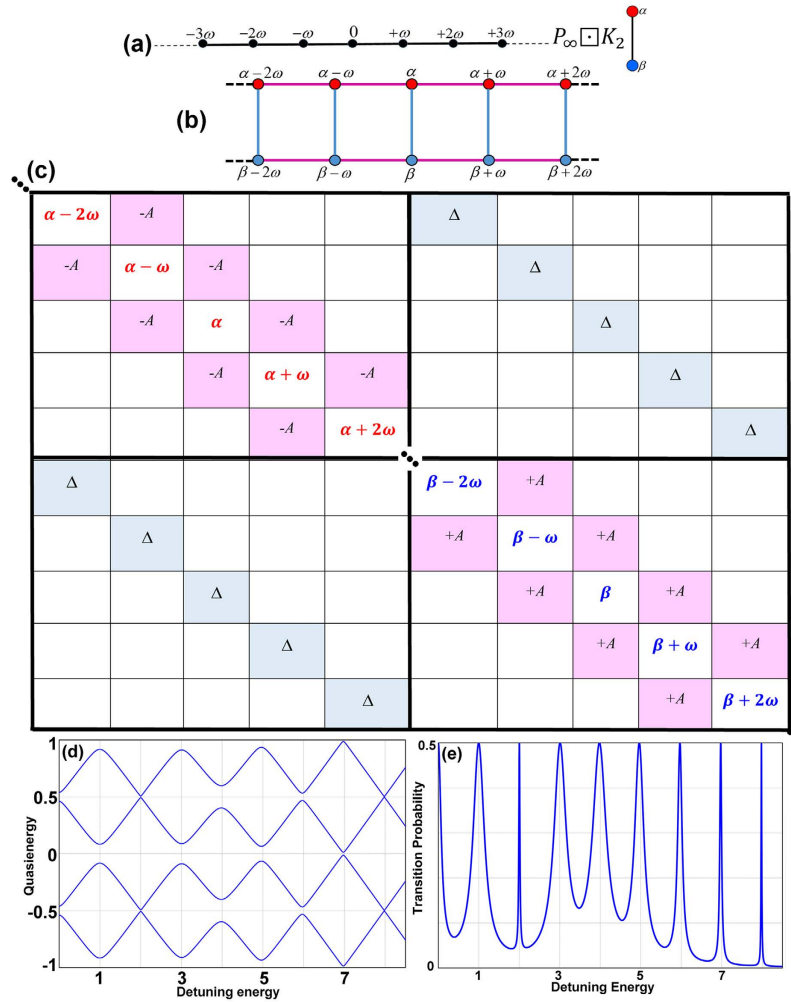 (a)
-3ω -2ω -ω 0 +ω +2ω +3ω
P∞ ⊡ K2
α
β
(b)
α-2ω α-ω α α+ω α+2ω
β-2ω β-ω β β+ω β+2ω
(c)
α-2ω -A Δ
-A α-ω -A Δ
-A α -A Δ
-A α+ω -A Δ
-A α+2ω Δ
Δ β-2ω +A
Δ +A β-ω +A
Δ +A β +A
Δ +A β+ω +A
Δ +A β+2ω
(d)
Quasienergy
1
0.5
0
-0.5
-1
1 3 5 7
Detuning energy
(e)
Transition Probability
0.5
0
1 3 5 7
Detuning Energy